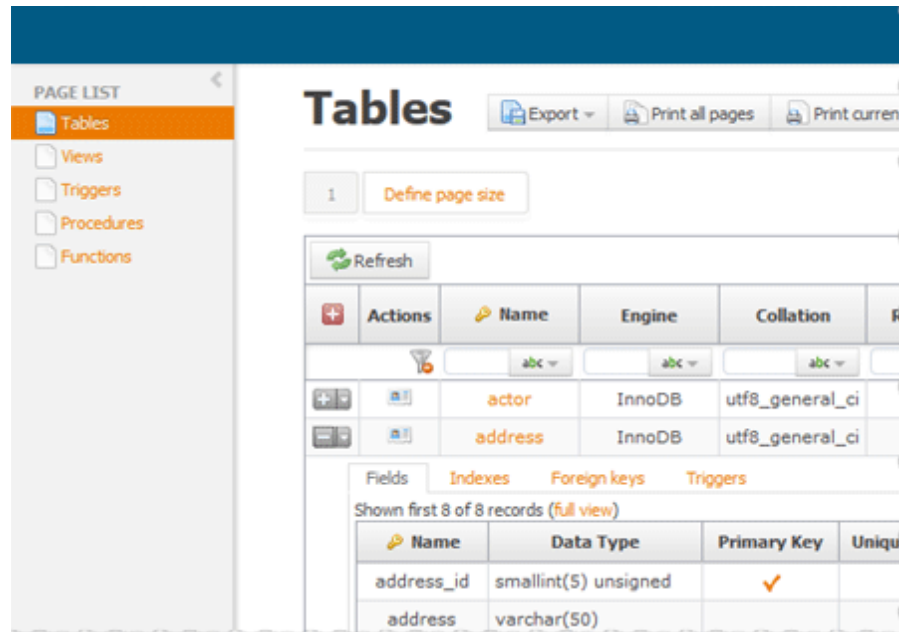 PAGE LIST
Tables
Views
Triggers
Procedures
Functions
Tables
Export
Print all pages
Print curren
1
Define page size
Refresh
Actions Name Engine Collation R
abc abc abc
actor InnoDB utf8_general_ci
address InnoDB utf8_general_ci
Fields Indexes Foreign keys Triggers
Shown first 8 of 8 records (full view)
Name Data Type Primary Key Uniqu
address_id smallint(5) unsigned
address varchar(50)